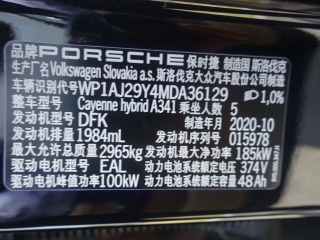 品牌 PORSCHE 保时捷 制造国 斯洛伐克
生产厂名 Volkswagen Slovakia a.s. 斯洛伐克大众汽车股份公司制造
车辆识别代号 WP1AJ29Y4MDA36129 1,0%
整车型号 Cayenne hybrid A341 乘坐人数 5
发动机型号 DFK 制造年月 2020-10
发动机排量 1984mL 发动机序号 015978
最大允许总质量 2965kg 发动机最大净功率 185kW
驱动电机型号 EAL 动力电池系统额定电压 374V
驱动电机峰值功率 100kW 动力电池系统额定容量 48Ah